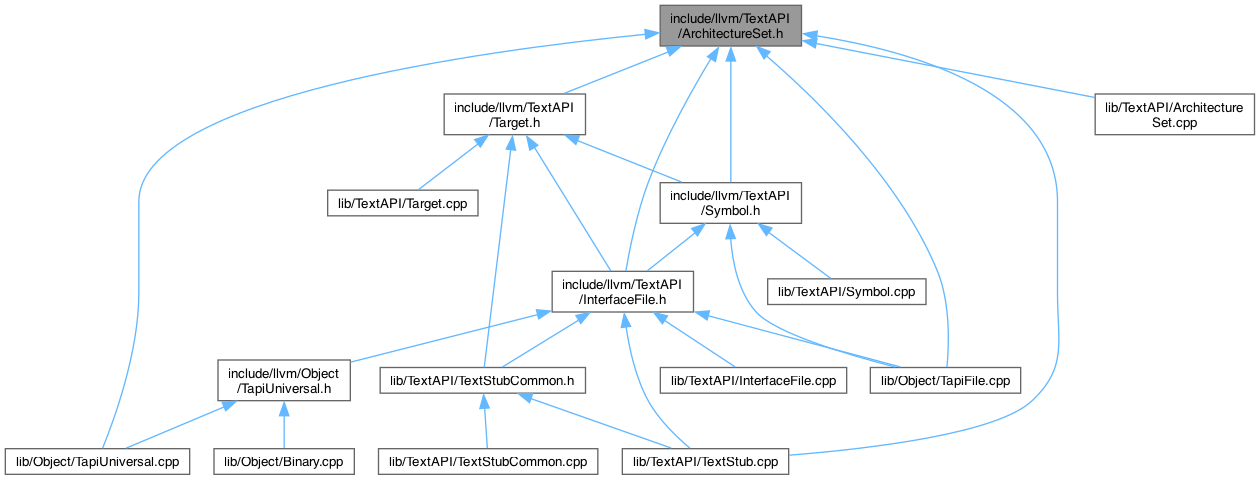 include/llvm/TextAPI
/ArchitectureSet.h
include/llvm/TextAPI
/Target.h
lib/TextAPI/Architecture
Set.cpp
lib/TextAPI/Target.cpp
include/llvm/TextAPI
/Symbol.h
include/llvm/TextAPI
/InterfaceFile.h
lib/TextAPI/Symbol.cpp
include/llvm/Object
/TapiUniversal.h
lib/TextAPI/TextStubCommon.h
lib/TextAPI/InterfaceFile.cpp
lib/Object/TapiFile.cpp
lib/Object/TapiUniversal.cpp
lib/Object/Binary.cpp
lib/TextAPI/TextStubCommon.cpp
lib/TextAPI/TextStub.cpp